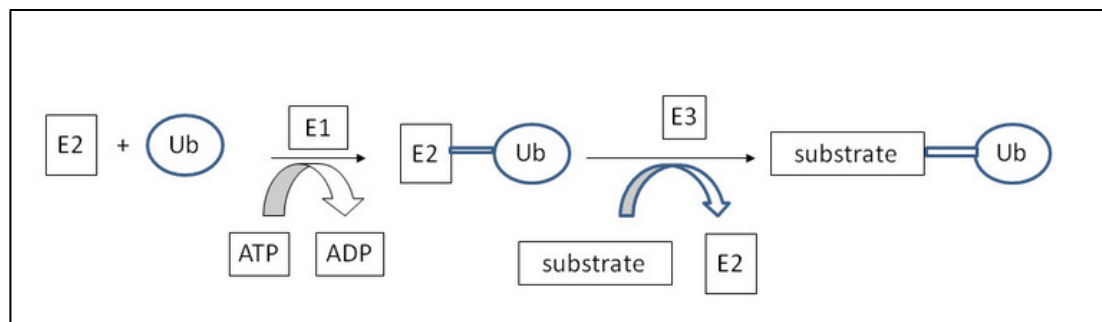 E2 + Ub
E1
ATP
ADP
E2
Ub
E3
substrate
E2
substrate
Ub